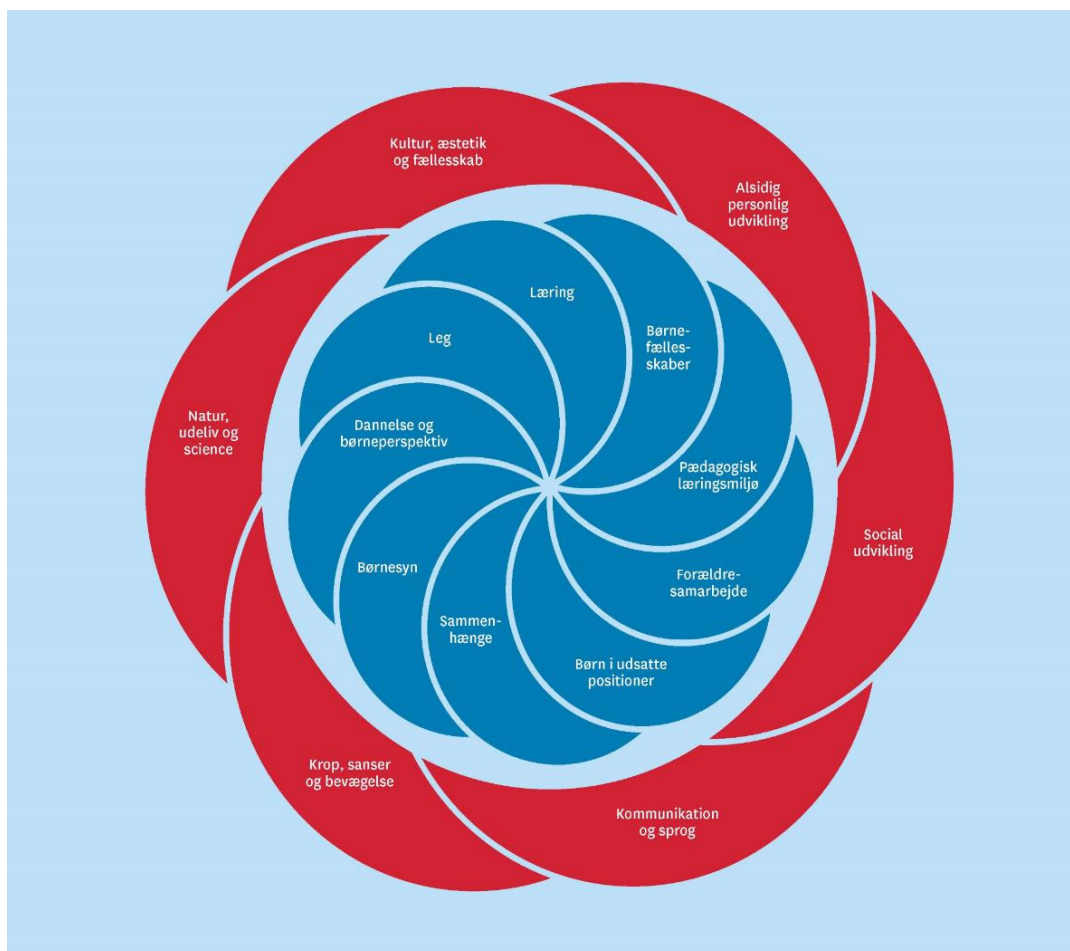 Kultur, æstetik
og fællesskab
Alsidig
personlig
udvikling
Social
udvikling
Kommunikation
og sprog
Krop, sanser
og bevægelse
Natur,
udeliv og
science
Læring
Børne-
fælles-
skaber
Pædagogisk
læringsmiljø
Forældre-
samarbejde
Børn i udsatte
positioner
Sammen-
hænge
Børnesyn
Dannelse og
børneperspektiv
Leg